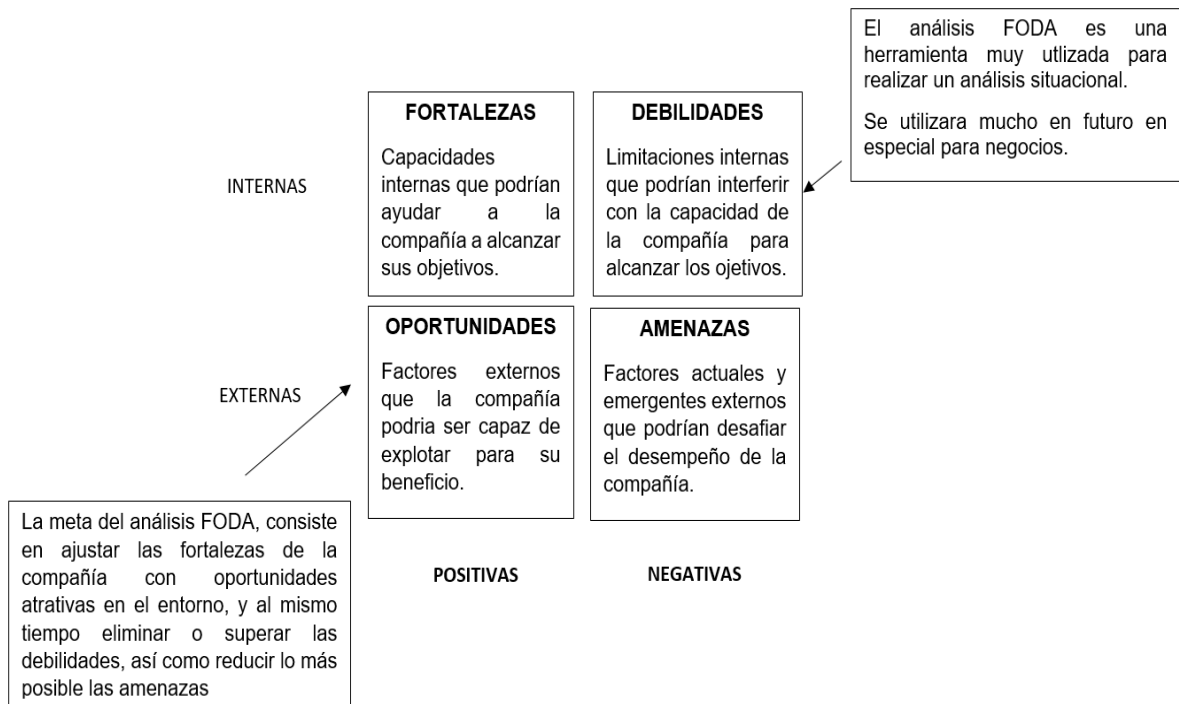 El análisis FODA es una
herramienta muy utlizada para
realizar un análisis situacional.
Se utilizara mucho en futuro en
especial para negocios.
FORTALEZAS
Capacidades
internas que podrían
ayudar a la
compañía a alcanzar
sus objetivos.
DEBILIDADES
Limitaciones internas
que podrían interferir
con la capacidad de
la compañía para
alcanzar los ojetivos.
INTERNAS
OPORTUNIDADES
Factores externos
que la compañía
podria ser capaz de
explotar para su
beneficio.
AMENAZAS
Factores actuales y
emergentes externos
que podrían desafiar
el desempeño de la
compañía.
EXTERNAS
La meta del análisis FODA, consiste
en ajustar las fortalezas de la
compañía con oportunidades
atrativas en el entorno, y al mismo
tiempo eliminar o superar las
debilidades, así como reducir lo más
posible las amenazas
POSITIVAS
NEGATIVAS